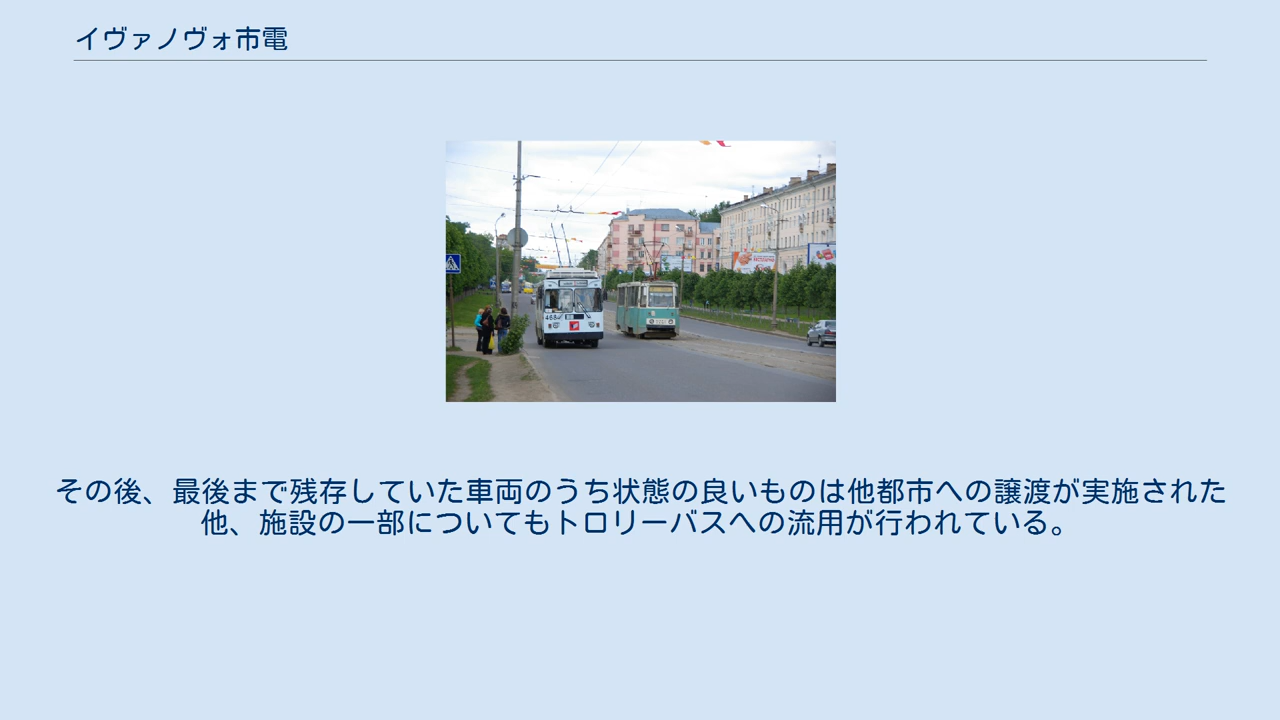 イヴァノヴォ市電
その後、最後まで残存していた車両のうち状態の良いものは他都市への譲渡が実施された
他、施設の一部についてもトロリーバスへの流用が行われている。